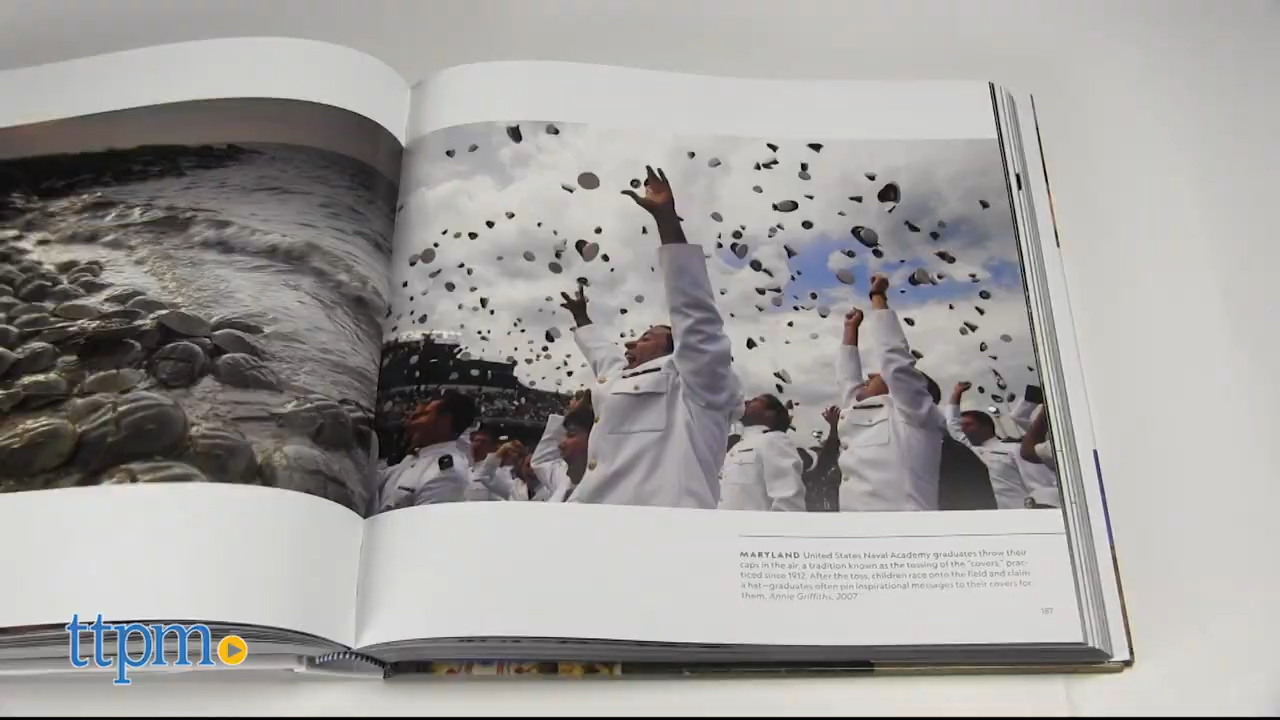 MARYLAND United States Naval Academy graduates throw their
caps in the air, a tradition known as the tossing of the "covers," prac-
ticed since 1912. After the toss, children race onto the field and claim
a hat—graduates often pin inspirational messages to their covers for
them. Annie Griffiths, 2007
187
ttpm